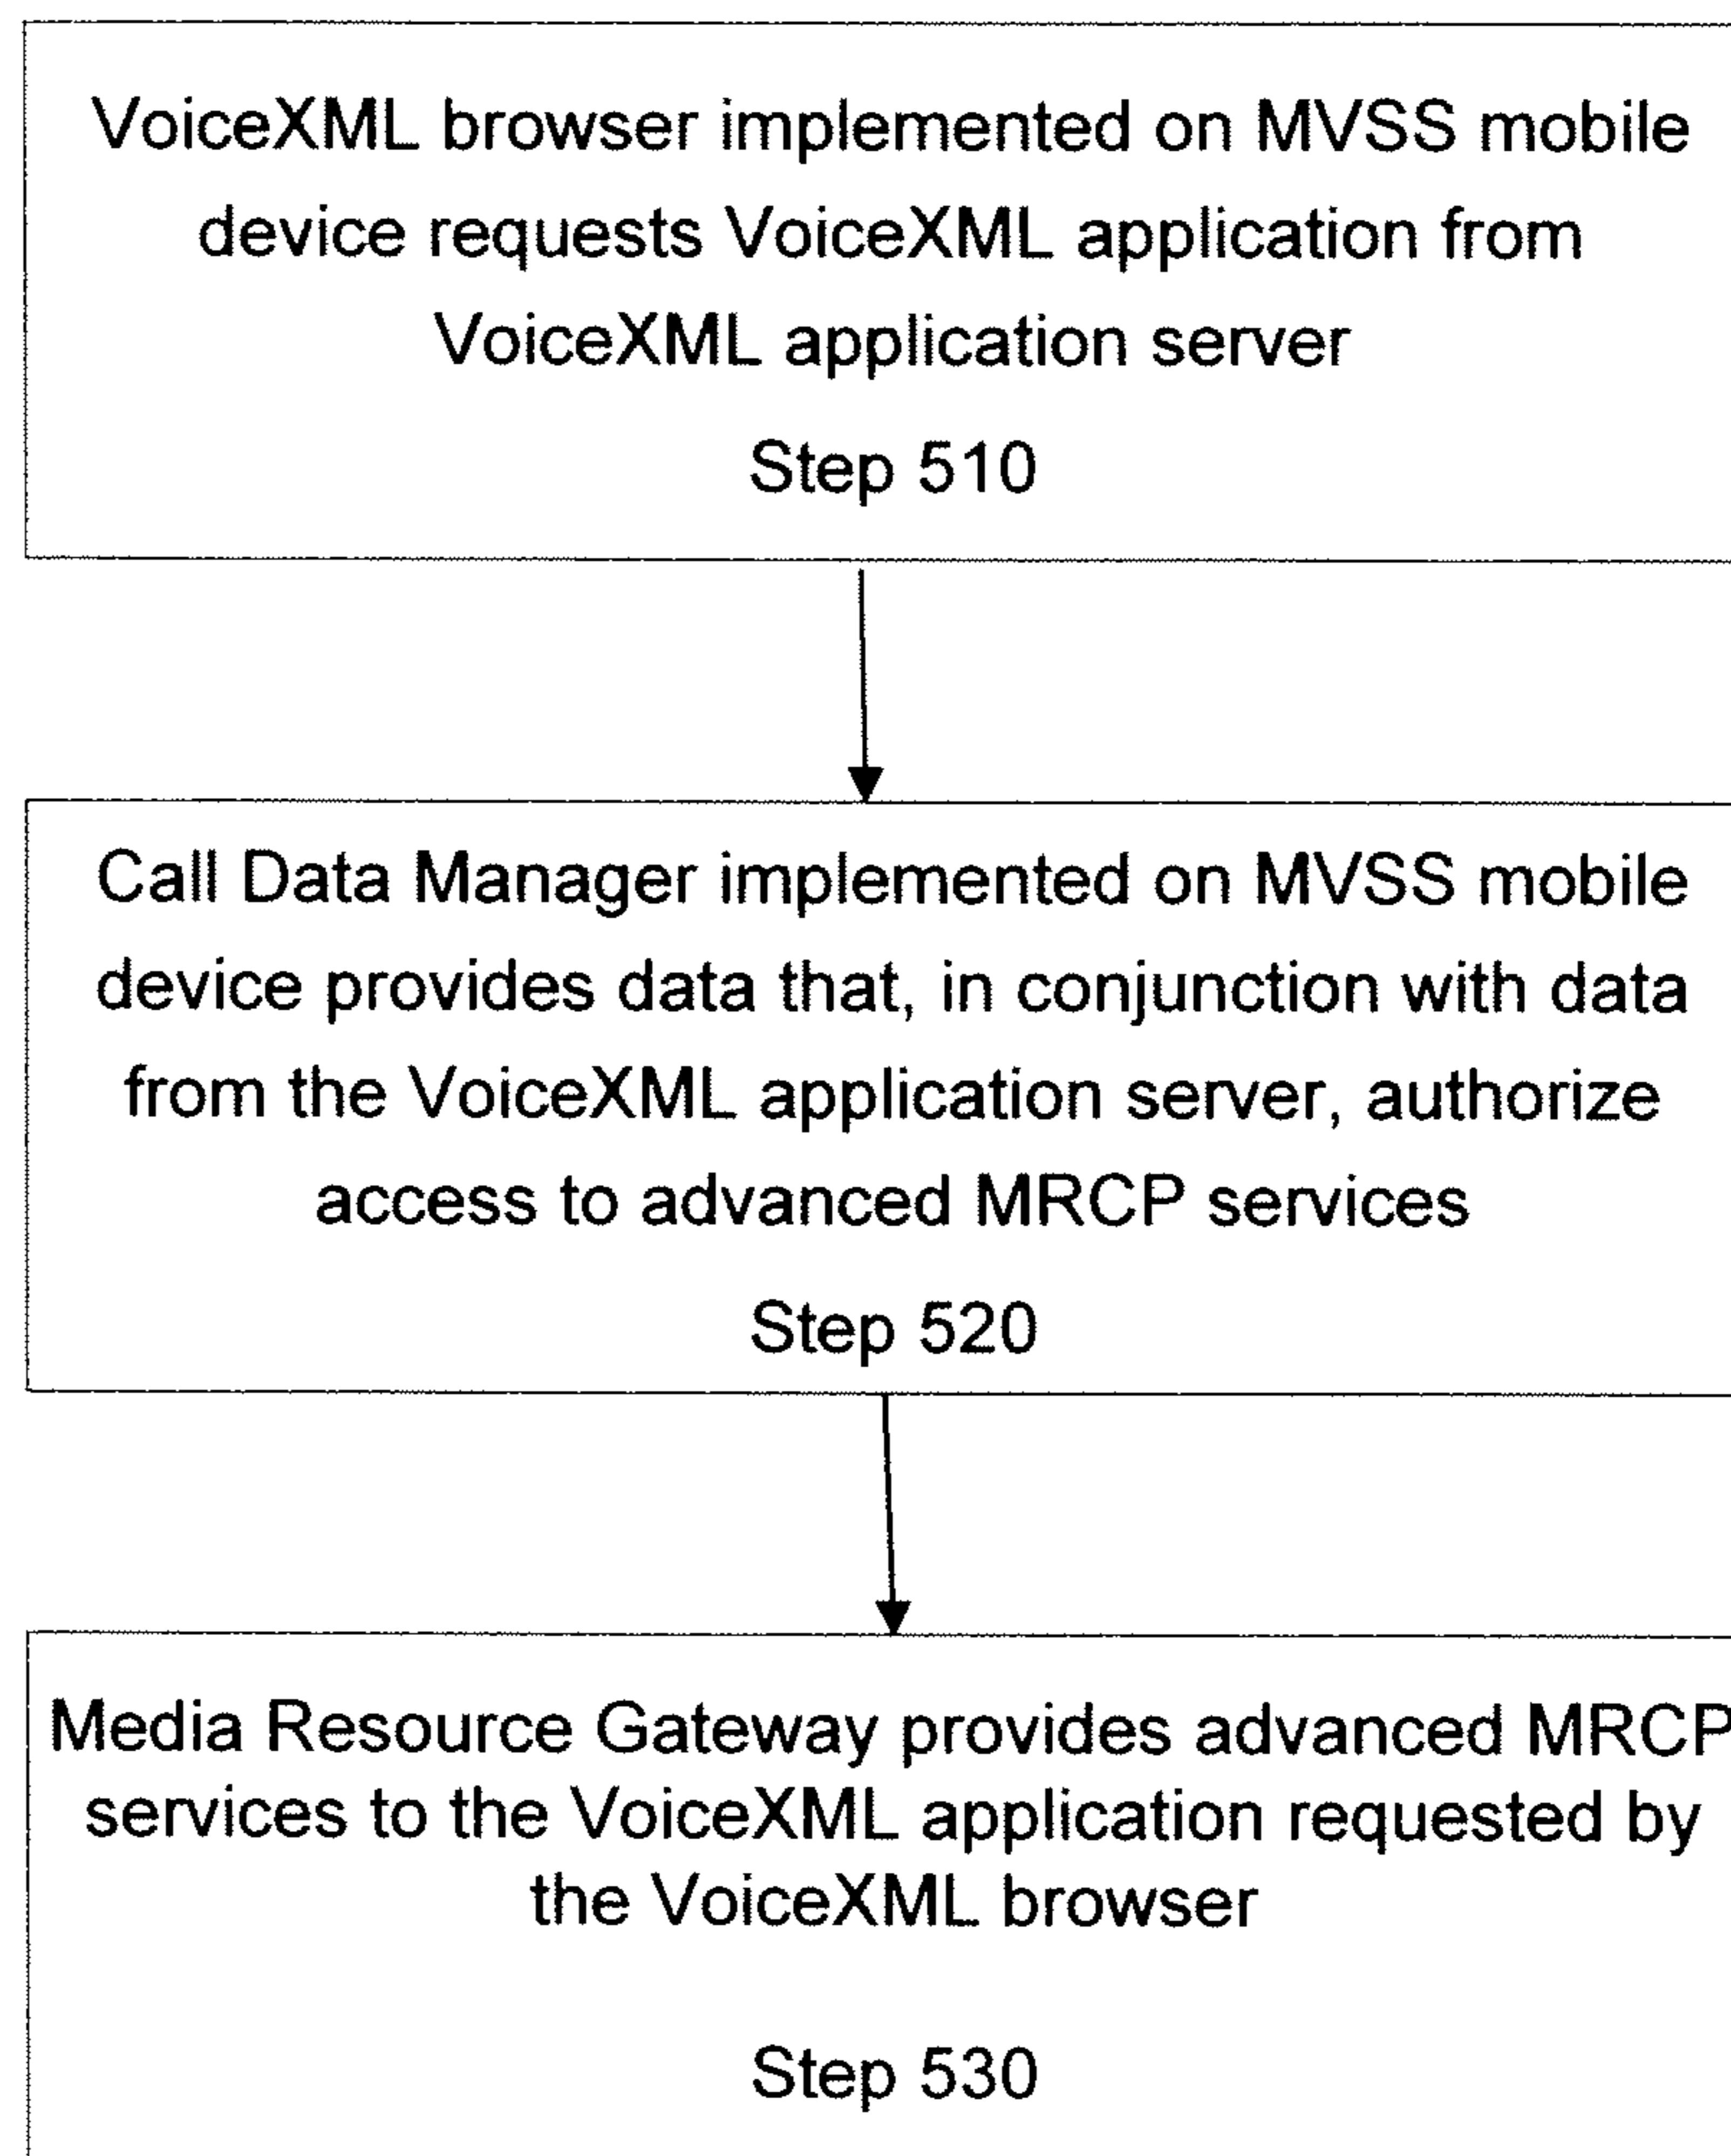 VoiceXML browser implemented on MVSS mobile
device requests VoiceXML application from
VoiceXML application server
Step 510
Call Data Manager implemented on MVSS mobile
device provides data that, in conjunction with data
from the VoiceXML application server, authorize
access to advanced MRCP services
Step 520
Media Resource Gateway provides advanced MRCP
services to the VoiceXML application requested by
the VoiceXML browser
Step 530